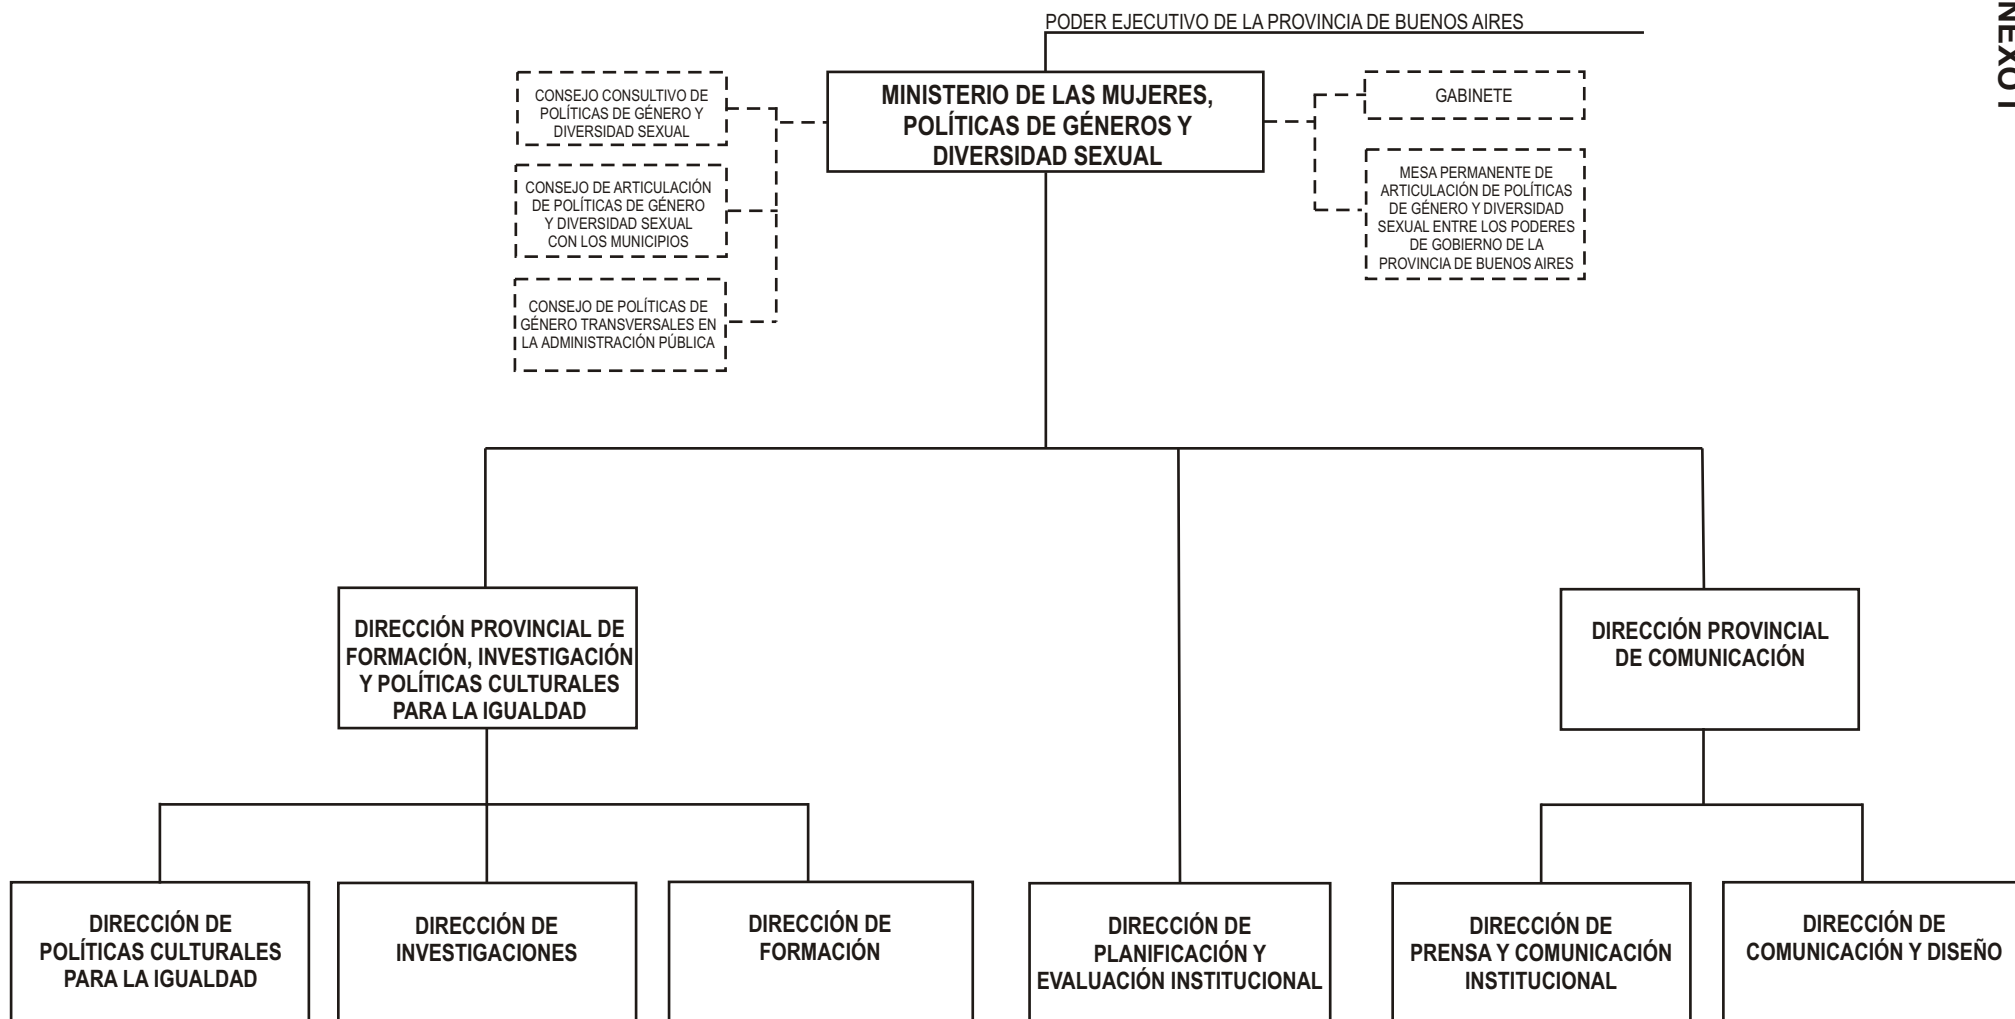 PODER EJECUTIVO DE LA PROVINCIA DE BUENOS AIRES
MINISTERIO DE LAS MUJERES,
POLÍTICAS DE GÉNEROS Y
DIVERSIDAD SEXUAL
CONSEJO CONSULTIVO DE
POLÍTICAS DE GÉNERO Y
DIVERSIDAD SEXUAL
CONSEJO DE ARTICULACIÓN
DE POLÍTICAS DE GÉNERO
Y DIVERSIDAD SEXUAL
CON LOS MUNICIPIOS
CONSEJO DE POLÍTICAS DE
GÉNERO TRANSVERSALES EN
LA ADMINISTRACIÓN PÚBLICA
GABINETE
MESA PERMANENTE DE
ARTICULACIÓN DE POLÍTICAS
DE GÉNERO Y DIVERSIDAD
SEXUAL ENTRE LOS PODERES
DE GOBIERNO DE LA
PROVINCIA DE BUENOS AIRES
NEXO I
DIRECCIÓN PROVINCIAL DE
FORMACIÓN, INVESTIGACIÓN
Y POLÍTICAS CULTURALES
PARA LA IGUALDAD
DIRECCIÓN PROVINCIAL
DE COMUNICACIÓN
DIRECCIÓN DE
POLÍTICAS CULTURALES
PARA LA IGUALDAD
DIRECCIÓN DE
INVESTIGACIONES
DIRECCIÓN DE
FORMACIÓN
DIRECCIÓN DE
PLANIFICACIÓN Y
EVALUACIÓN INSTITUCIONAL
DIRECCIÓN DE
PRENSA Y COMUNICACIÓN
INSTITUCIONAL
DIRECCIÓN DE
COMUNICACIÓN Y DISEÑO